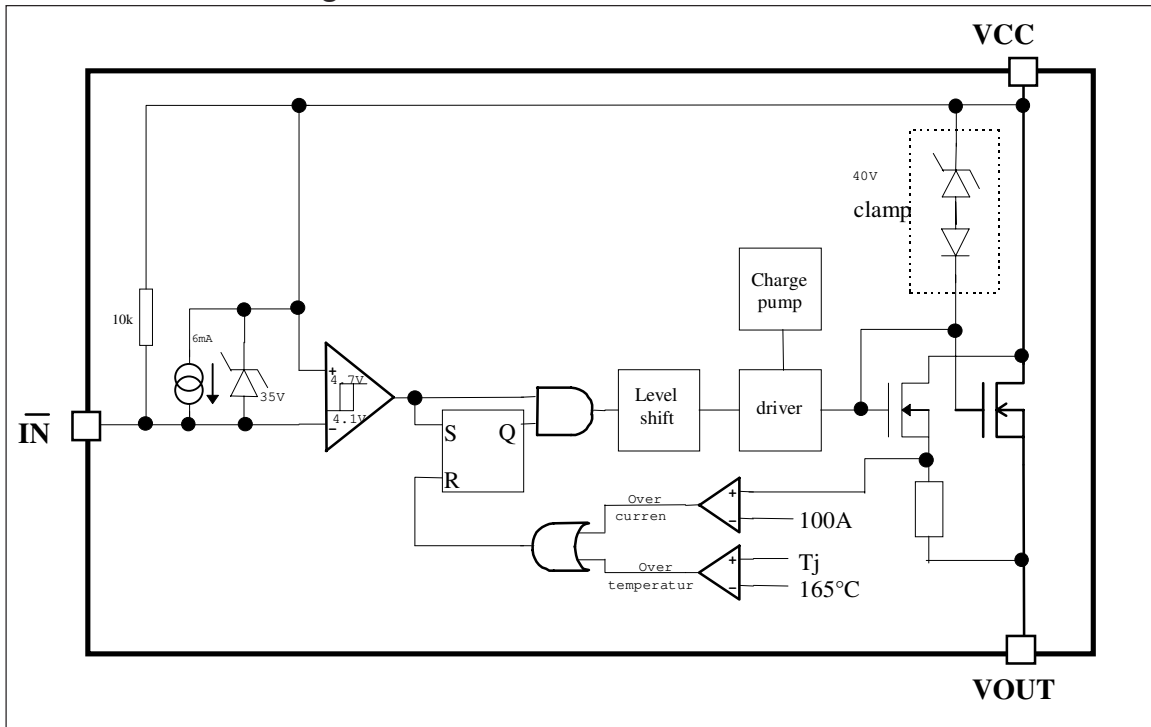 VCC
40V
clamp
Charge
pump
10k
6mA
35V
+
4.7V
4.1V
-
IN
Level
shift
driver
S
Q
R
Over
curren
+
-
100A
Over
temperatur
+
-
Tj
165°C
VOUT